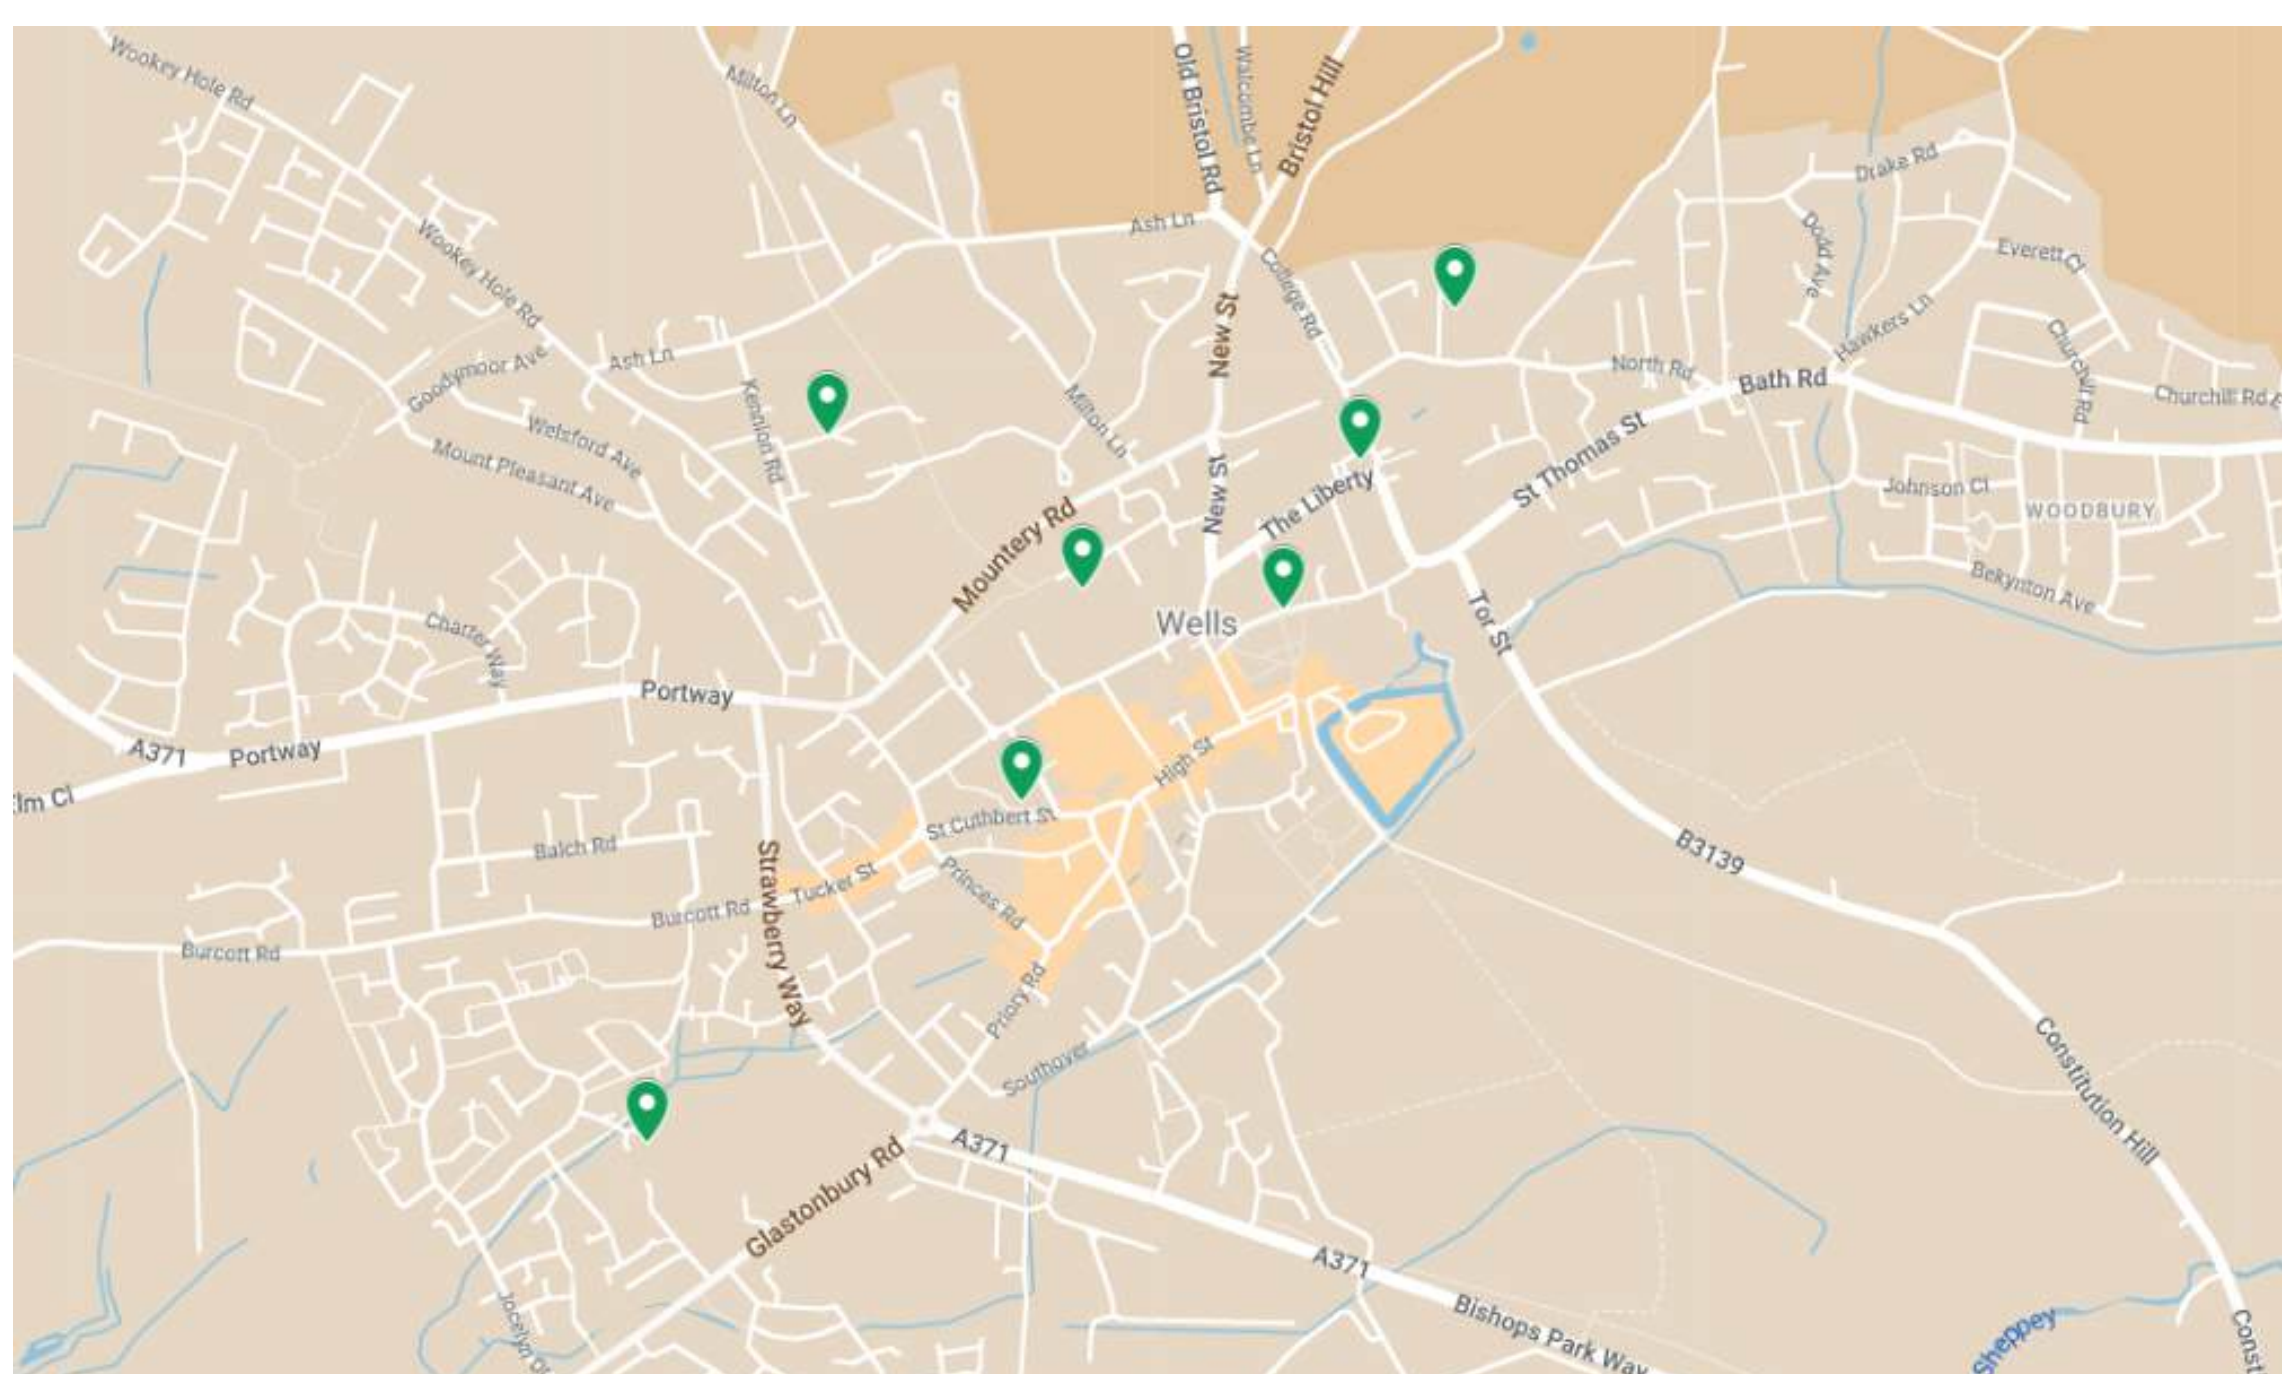 Wookey Hole Rd
Milton Ln
Old Bristol Rd
Walcombe Ln
Bristol Hill
Drake Rd
Wookey Hole Rd
Ash Ln
College Rd
Dodd Ave
Everett Cl
Goodymoor Ave
Ash Ln
New St
Hawkers Ln
Churchill Rd
North Rd
Bath Rd
Churchill Rd
Kennion Rd
Milton Ln
Welsford Ave
Mount Pleasant Ave
St Thomas St
New St
The Liberty
Johnson Cl
WOODBURY
Mountery Rd
Bekynton Ave
Charter Way
Wells
Tor St
Portway
A371
Portway
High St
Elm Cl
St Cuthbert St
Balch Rd
B3139
Strawberry Way
Tucker St
Princes Rd
Burcott Rd
Burcott Rd
Priory Rd
Southover
Constitution Hill
A371
Glastonbury Rd
A371
Bishops Park Way
Jocelyn Dr
Sheppey
Const